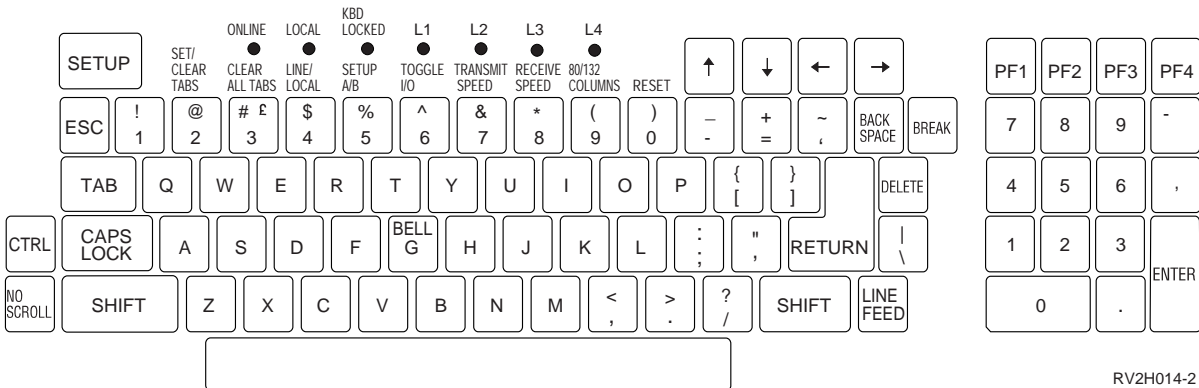 KBD
ONLINE LOCAL LOCKED L1 L2 L3 L4
SETUP
SET/ CLEAR TABS
CLEAR ALL TABS
LINE/ LOCAL
SETUP A/B
TOGGLE I/O
TRANSMIT SPEED
RECEIVE SPEED
80/132 COLUMNS
RESET
↑ ↓ ← →
PF1 PF2 PF3 PF4
ESC ! 1 @ 2 # £ 3 $ 4 % 5 ^ 6 & 7 * 8 ( 9 ) 0 _ - + = ~ ‘ BACK SPACE BREAK
7 8 9 -
TAB Q W E R T Y U I O P { [ } ] DELETE
4 5 6 ,
CTRL CAPS LOCK A S D F BELL G H J K L : ; " , RETURN | \
1 2 3 ENTER
NO SCROLL SHIFT Z X C V B N M < , > . ? / SHIFT LINE FEED
0 .
RV2H014-2